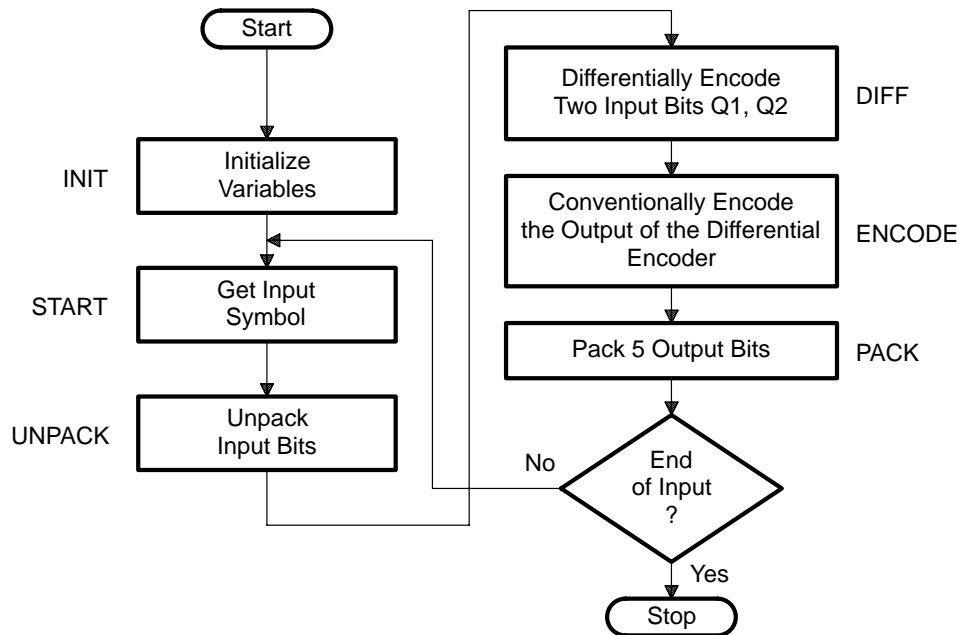 Start
INIT
Initialize
Variables
START
Get Input
Symbol
UNPACK
Unpack
Input Bits
Differentially Encode
Two Input Bits Q1, Q2
DIFF
Conventionally Encode
the Output of the Differential
Encoder
ENCODE
Pack 5 Output Bits
PACK
End
of Input
?
No
Yes
Stop